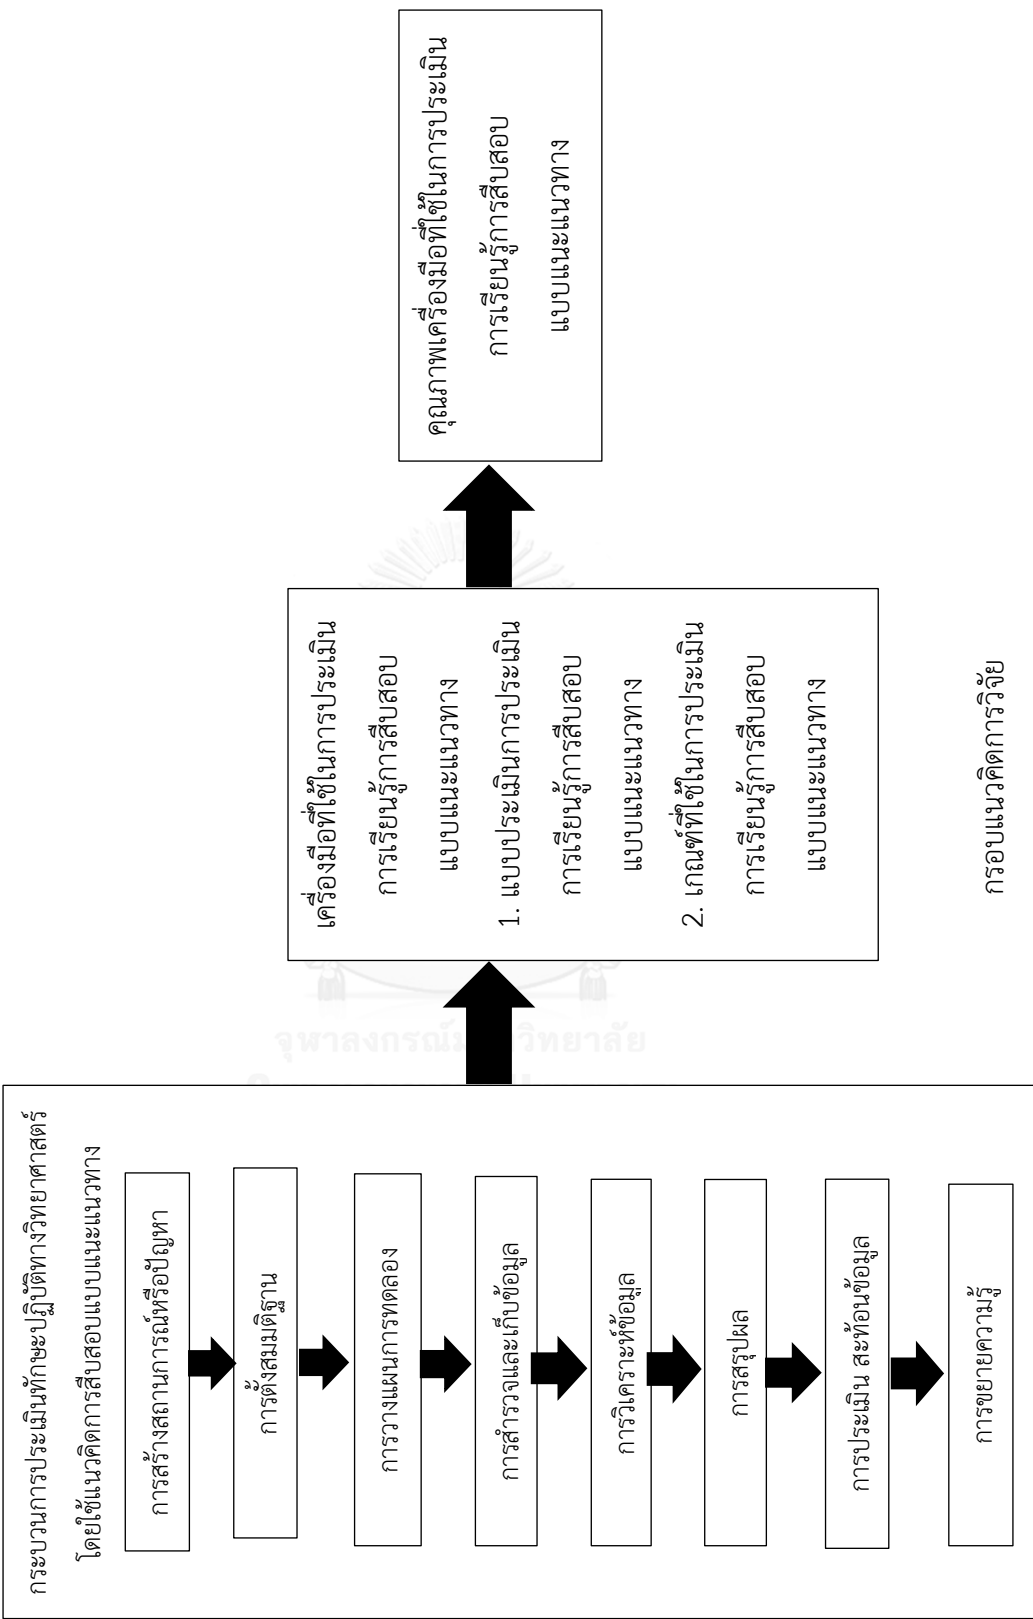 กระบวนการประเมินทักษะปฏิบัติทางวิทยาศาสตร์
โดยใช้แนวคิดการสืบสอบแบบแนะแนวทาง
การสร้างสถานการณ์หรือปัญหา
การตั้งสมมติฐาน
การวางแผนการทดลอง
การสำรวจและเก็บข้อมูล
การวิเคราะห์ข้อมูล
การสรุปผล
การประเมิน สะท้อนข้อมูล
การขยายความรู้
เครื่องมือที่ใช้ในการประเมิน
การเรียนรู้การสืบสอบ
แบบแนะแนวทาง
1. แบบประเมินการประเมิน
การเรียนรู้การสืบสอบ
แบบแนะแนวทาง
2. เกณฑ์ที่ใช้ในการประเมิน
การเรียนรู้การสืบสอบ
แบบแนะแนวทาง
คุณภาพเครื่องมือที่ใช้ในการประเมิน
การเรียนรู้การสืบสอบ
แบบแนะแนวทาง
กรอบแนวคิดการวิจัย